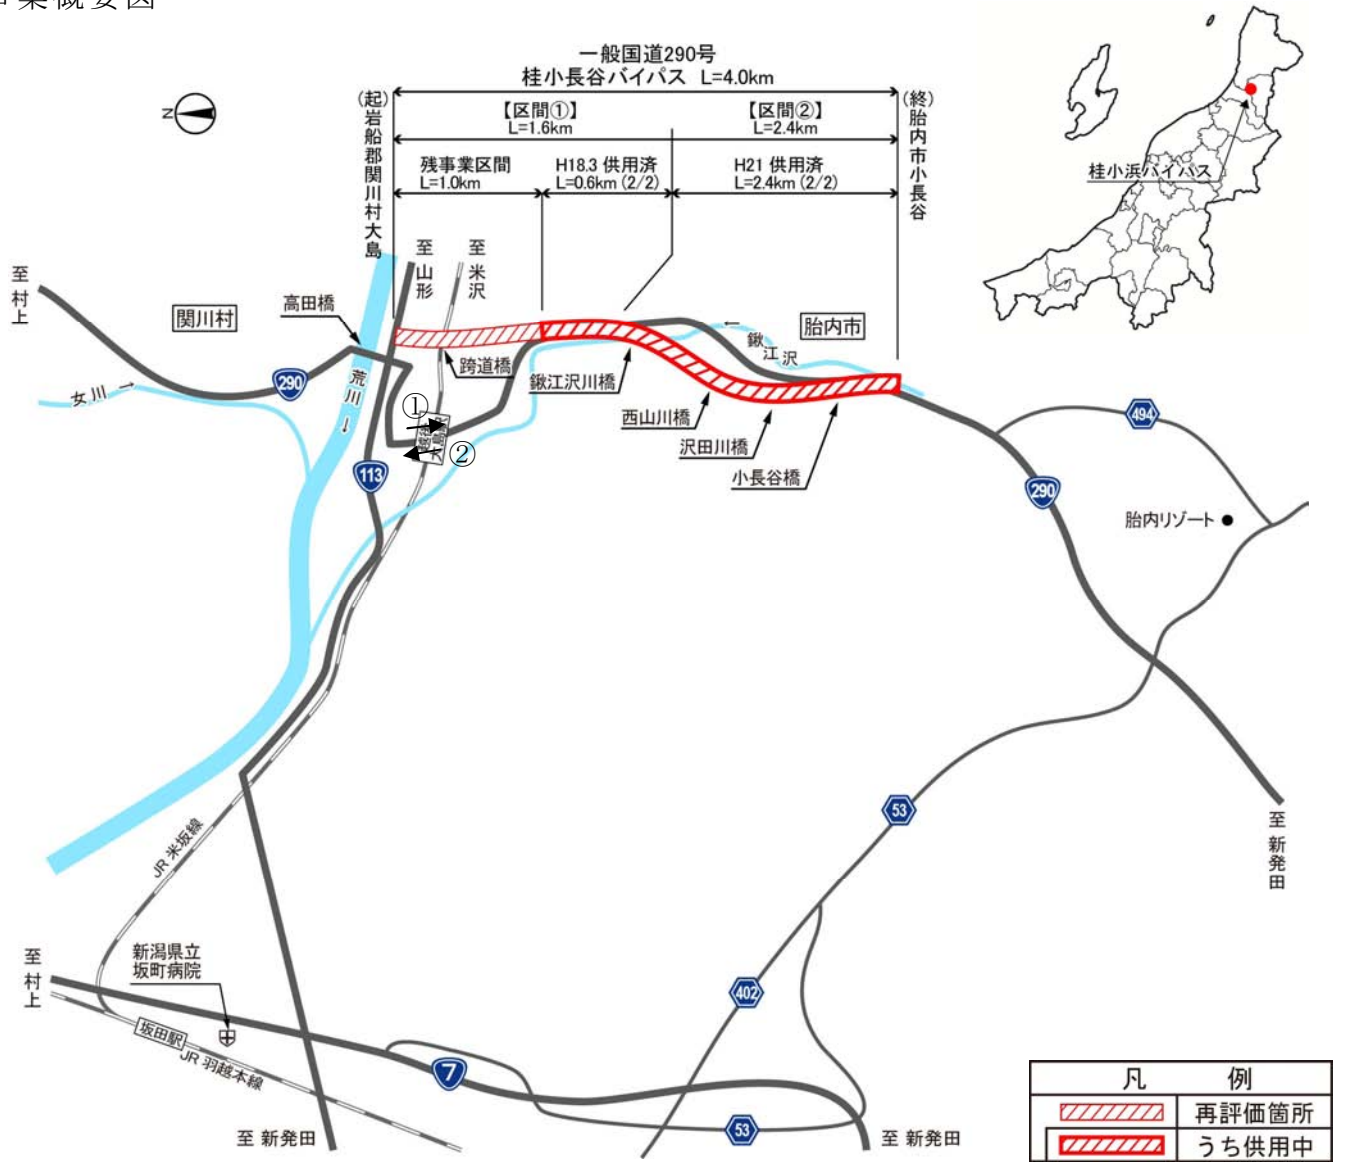 事業概要図
一般国道290号
桂小長谷バイパス L=4.0km
(起)岩船郡関川村大島
(終)胎内市小長谷
【区間①】
L=1.6km
【区間②】
L=2.4km
残事業区間
L=1.0km
H18.3 供用済
L=0.6km (2/2)
H21 供用済
L=2.4km (2/2)
N
桂小浜バイパス
至 村上
関川村
高田橋
至 山形
至 米沢
胎内市
女川 →
290
荒川 →
跨道橋
鍬江沢川橋
← 鍬江沢
西山川橋
沢田川橋
小長谷橋
①
②
越後大島駅
113
494
290
胎内リゾート
53
至 新発田
JR 米坂線
至 村上
新潟県立
坂町病院
坂田駅
JR 羽越本線
7
402
53
至 新発田
至 新発田
凡 例
再評価箇所
うち供用中